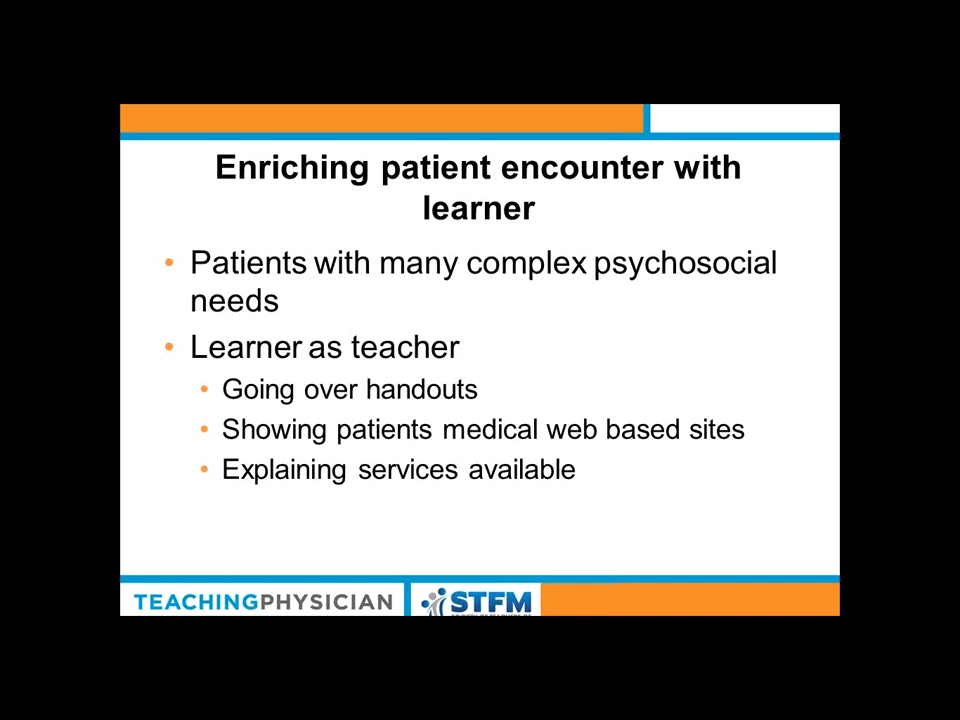 Enriching patient encounter with
learner
• Patients with many complex psychosocial
needs
• Learner as teacher
• Going over handouts
• Showing patients medical web based sites
• Explaining services available
TEACHINGPHYSICIAN
STFM